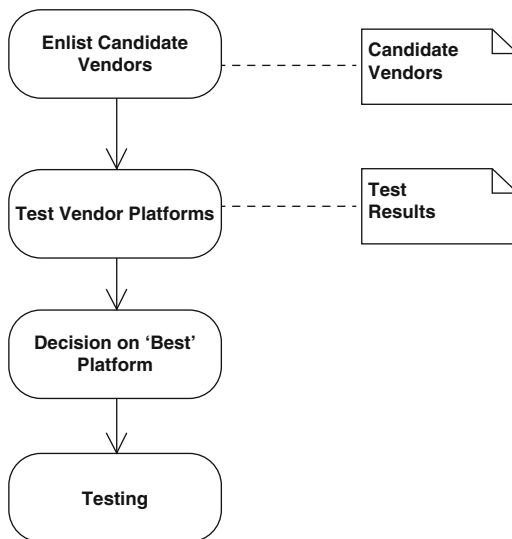 Enlist Candidate
Vendors
Candidate
Vendors
Test Vendor Platforms
Test
Results
Decision on ‘Best’
Platform
Testing